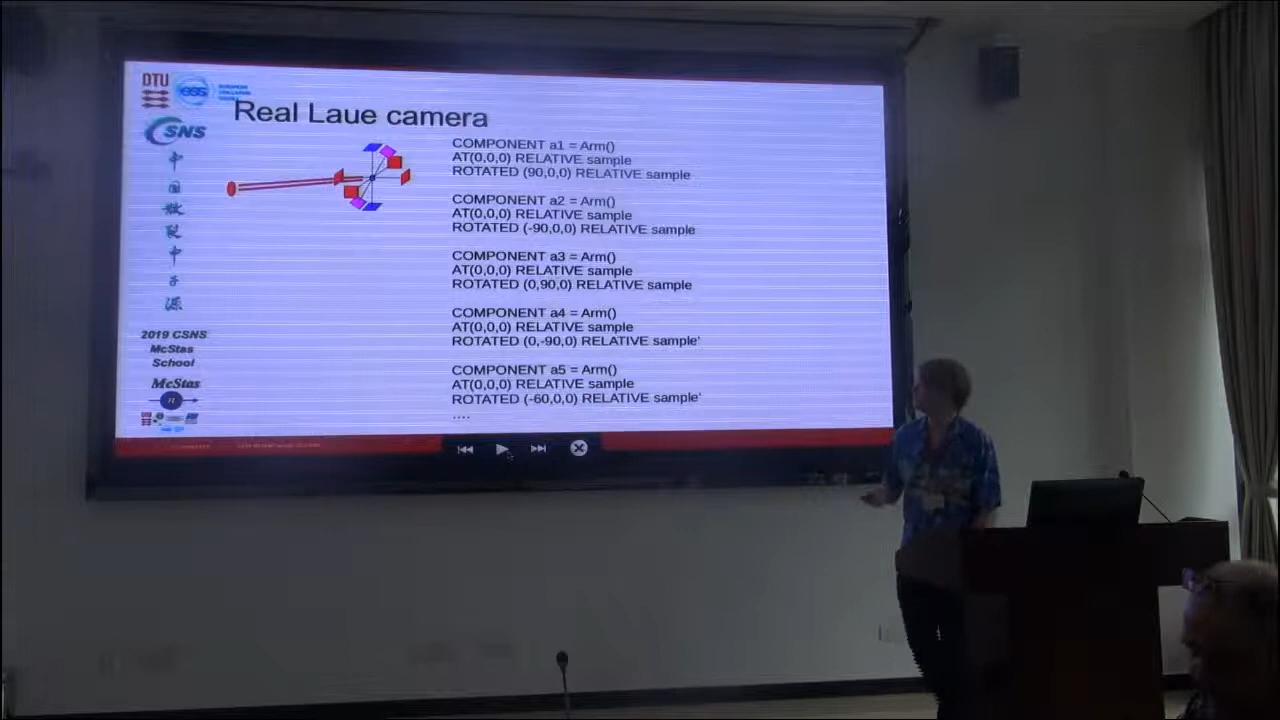 DTU
ess
EUROPEAN
SPALLATION
SOURCE
Real Laue camera
CSNS
中
国
散
裂
中
子
源
2019 CSNS
McStas
School
McStas
n
COMPONENT a1 = Arm()
AT(0,0,0) RELATIVE sample
ROTATED (90,0,0) RELATIVE sample
COMPONENT a2 = Arm()
AT(0,0,0) RELATIVE sample
ROTATED (-90,0,0) RELATIVE sample
COMPONENT a3 = Arm()
AT(0,0,0) RELATIVE sample
ROTATED (0,90,0) RELATIVE sample
COMPONENT a4 = Arm()
AT(0,0,0) RELATIVE sample
ROTATED (0,-90,0) RELATIVE sample'
COMPONENT a5 = Arm()
AT(0,0,0) RELATIVE sample
ROTATED (-60,0,0) RELATIVE sample'
....